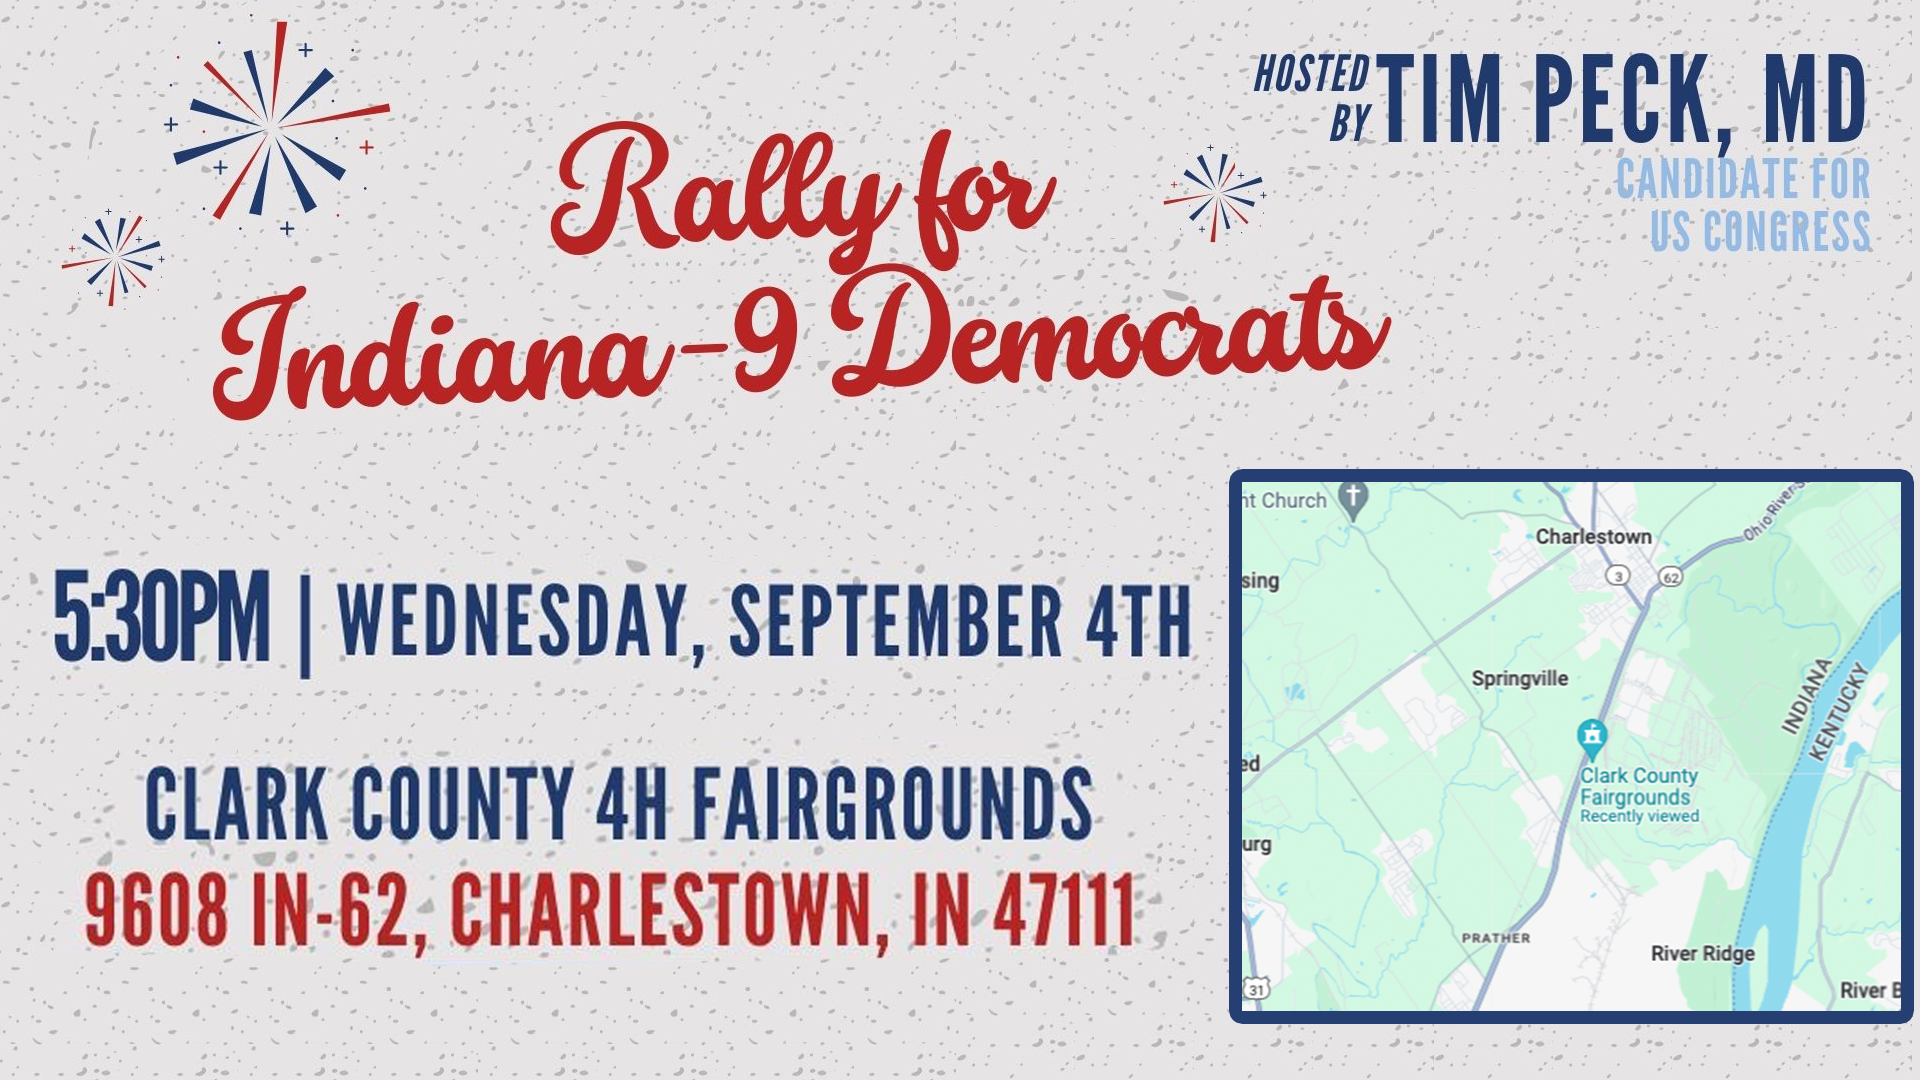 HOSTED
BY TIM PECK, MD
CANDIDATE FOR
US CONGRESS
Rally for
Indiana-9 Democrats
5:30PM | WEDNESDAY, SEPTEMBER 4TH
CLARK COUNTY 4H FAIRGROUNDS
9608 IN-62, CHARLESTOWN, IN 47111
nt Church
Ohio River S
Charlestown
3
62
sing
Springville
INDIANA
KENTUCKY
ed
Clark County
Fairgrounds
Recently viewed
urg
PRATHER
River Ridge
31
River B